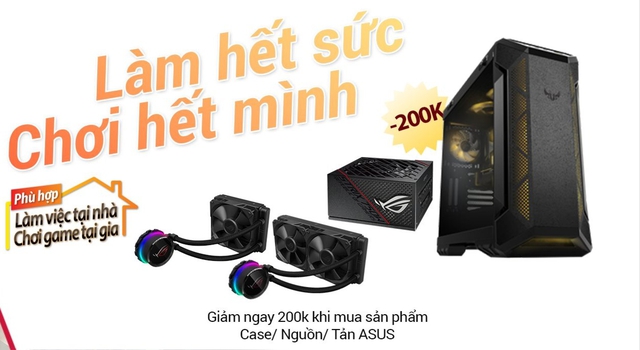 Làm hết sức
Chơi hết mình
-200K
Phù hợp
Làm việc tại nhà
Chơi game tại gia
Giảm ngay 200k khi mua sản phẩm
Case/ Nguồn/ Tản ASUS